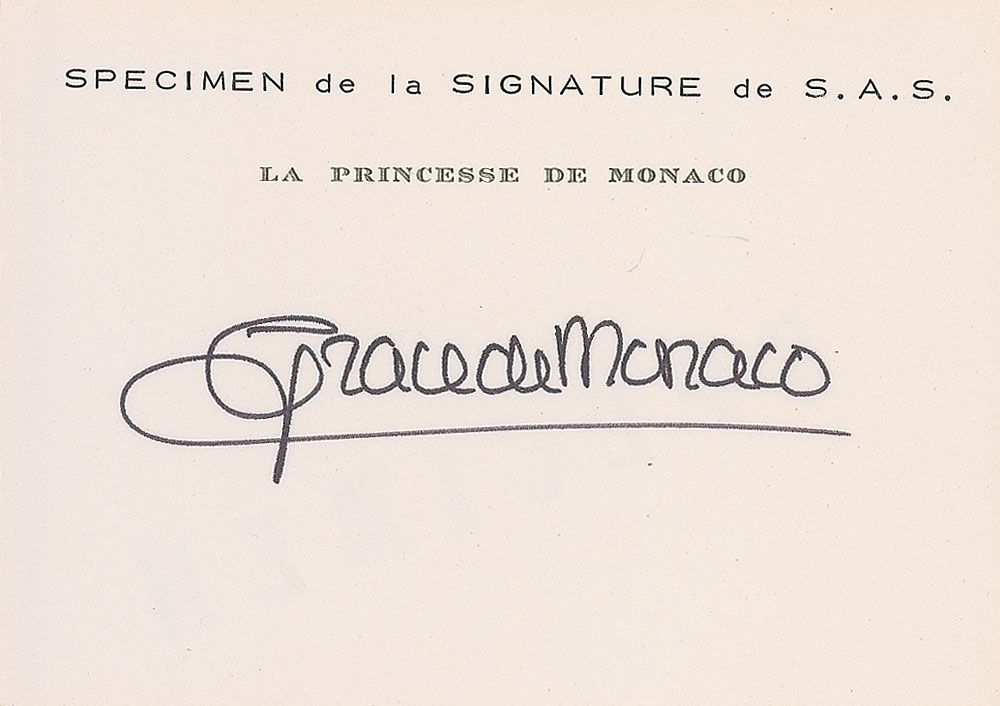 SPECIMEN de la SIGNATURE de S.A.S.
LA PRINCESSE DE MONACO
Grace de Monaco